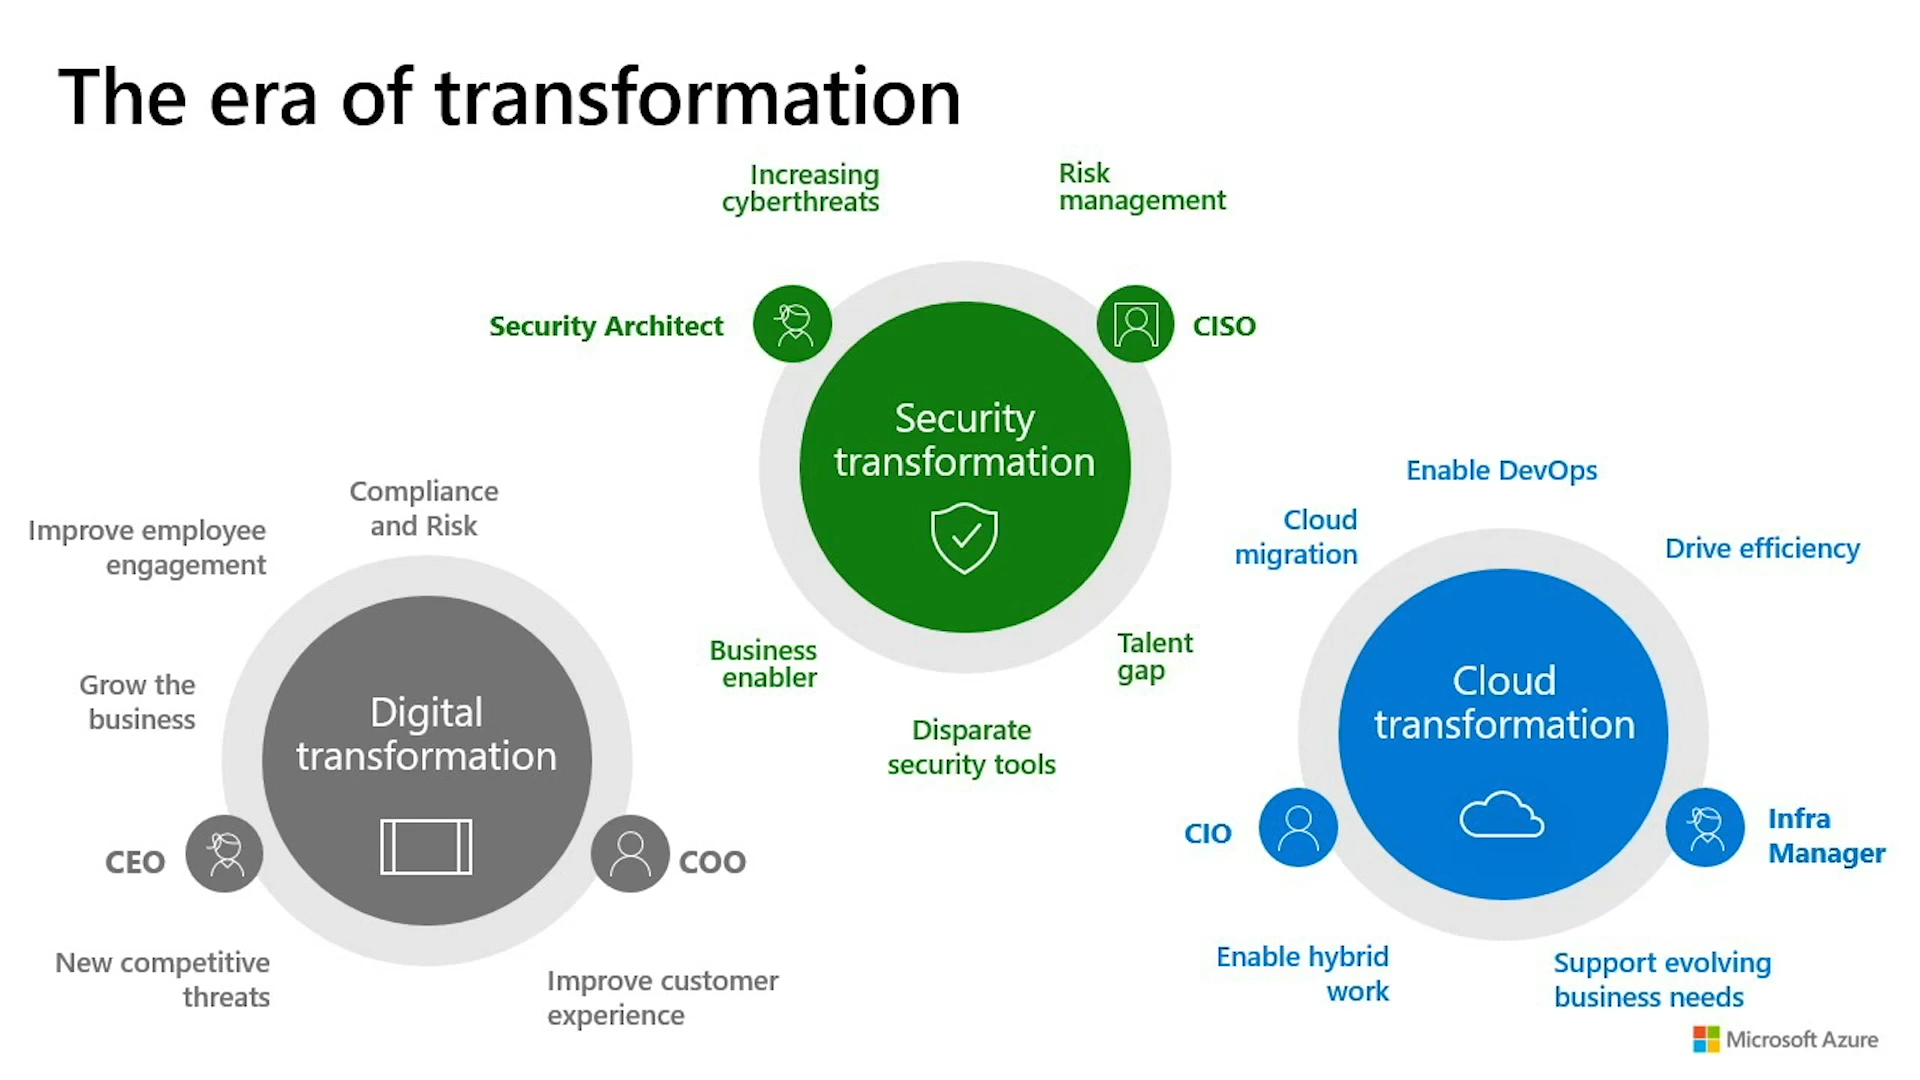 The era of transformation
Increasing
cyberthreats
Risk
management
Security Architect
CISO
Security
transformation
Business
enabler
Talent
gap
Disparate
security tools
Compliance
and Risk
Improve employee
engagement
Grow the
business
Digital
transformation
CEO
COO
New competitive
threats
Improve customer
experience
Enable DevOps
Cloud
migration
Drive efficiency
Cloud
transformation
CIO
Infra
Manager
Enable hybrid
work
Support evolving
business needs
Microsoft Azure